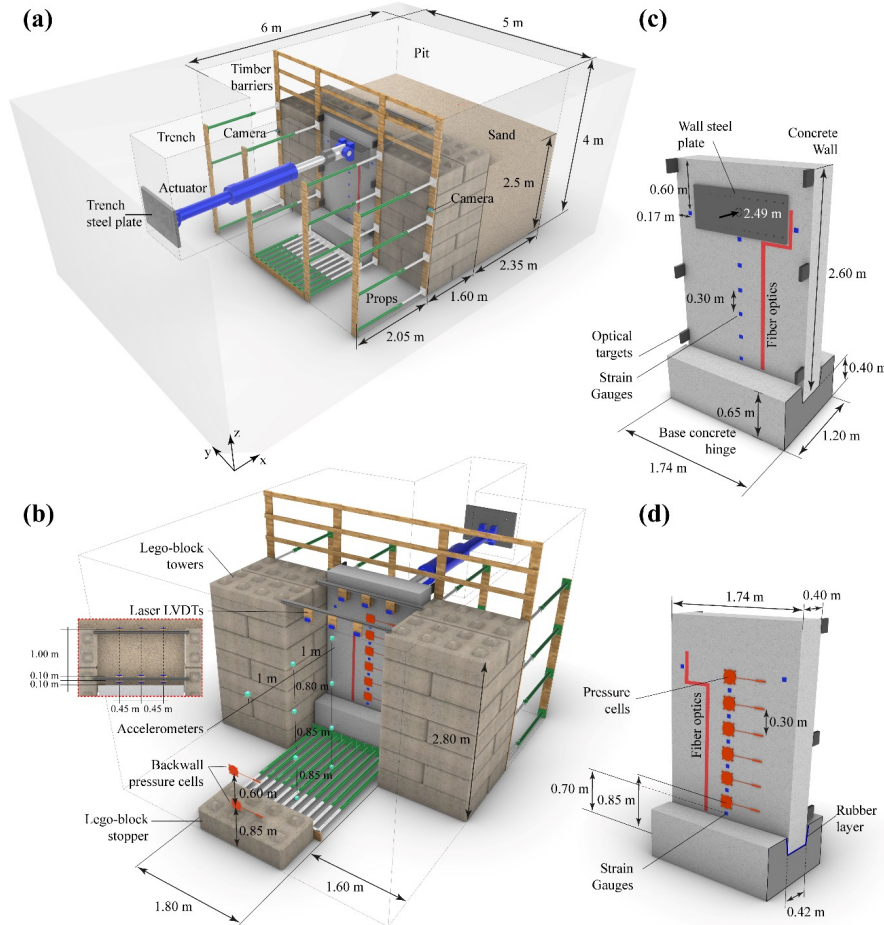 (a)
6 m
5 m
Pit
Timber
barriers
Trench
Camera
Sand
4 m
Actuator
2.5 m
Trench
steel plate
Camera
Props
2.35 m
1.60 m
2.05 m
z
y
x
(c)
Wall steel
plate
Concrete
Wall
0.60 m
0.17 m
2.49 m
2.60 m
0.30 m
Fiber optics
Optical
targets
Strain
Gauges
0.40 m
0.65 m
Base concrete
hinge
1.20 m
1.74 m
(b)
Lego-block
towers
Laser LVDTs
1.00 m
0.10 m
0.10 m
0.45 m
0.45 m
1 m
1 m
0.80 m
Accelerometers
2.80 m
0.85 m
Backwall
pressure cells
0.85 m
0.60 m
Lego-block
stopper
0.85 m
1.60 m
1.80 m
(d)
1.74 m
0.40 m
Pressure
cells
Fiber optics
0.30 m
0.70 m
0.85 m
Rubber
layer
Strain
Gauges
0.42 m